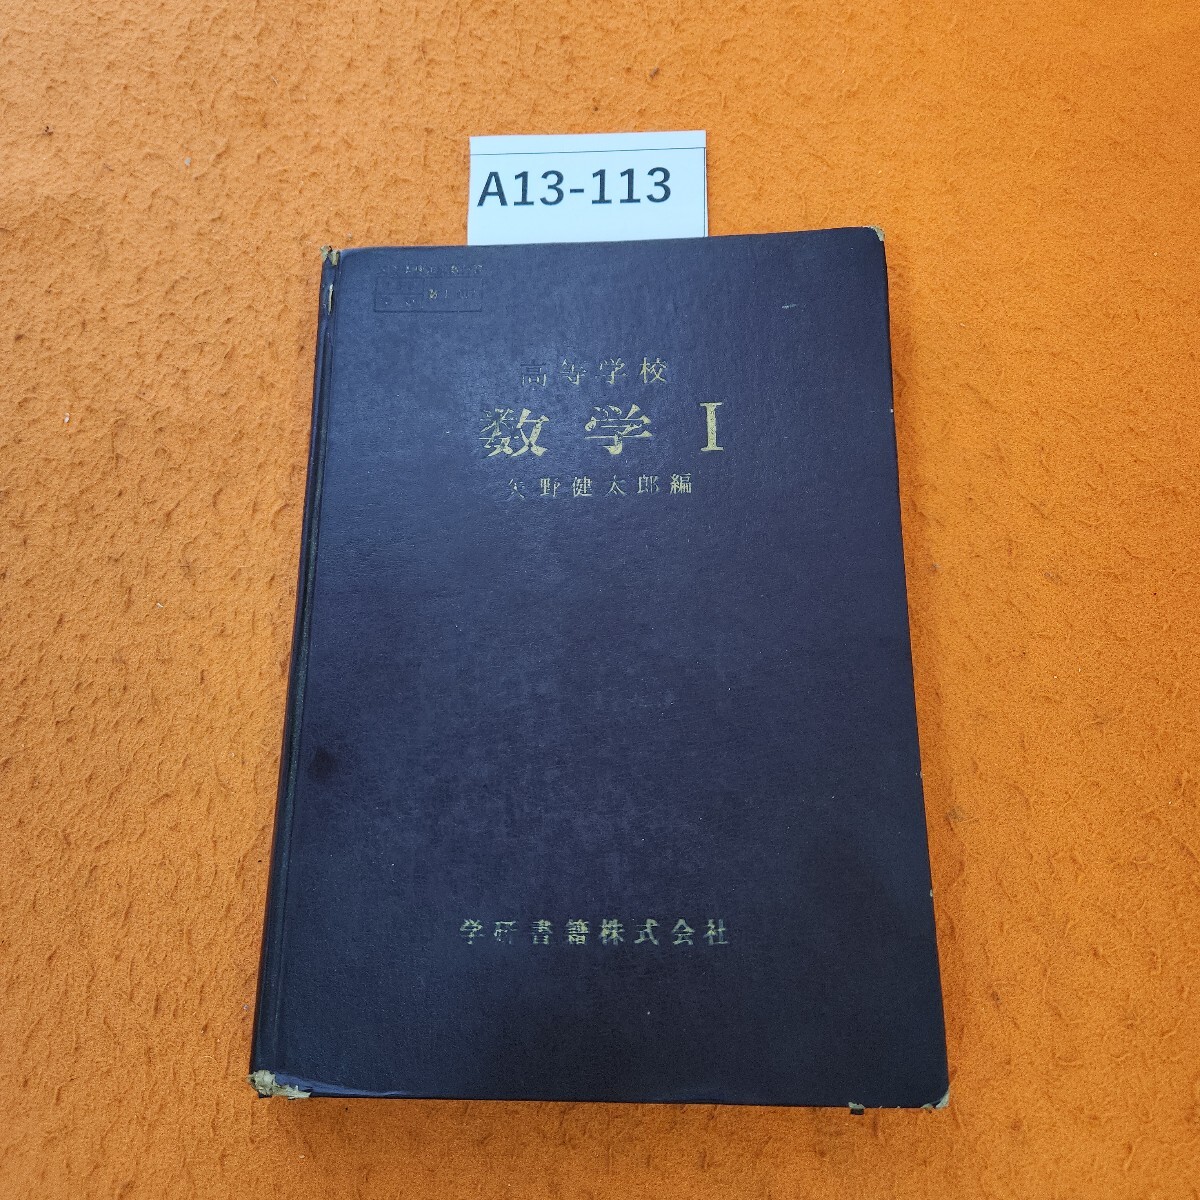 A13-113
高等学校
数学 I
矢野健太郎編
学研書籍株式会社